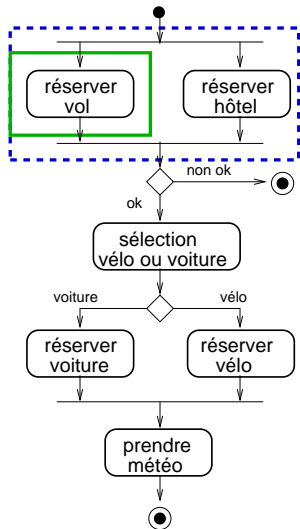 réserver
vol
réserver
hôtel
non ok
ok
sélection
vélo ou voiture
voiture
vélo
réserver
voiture
réserver
vélo
prendre
météo